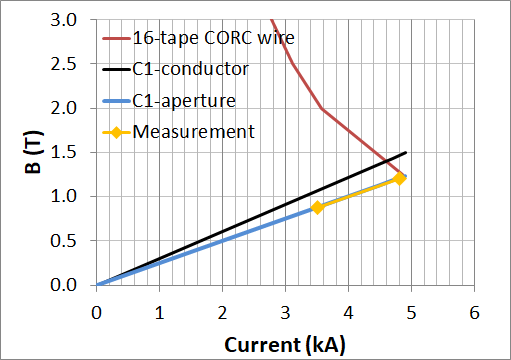 3.0
2.5
2.0
1.5
1.0
0.5
0.0
B (T)
16-tape CORC wire
C1-conductor
C1-aperture
Measurement
0 1 2 3 4 5 6
Current (kA)